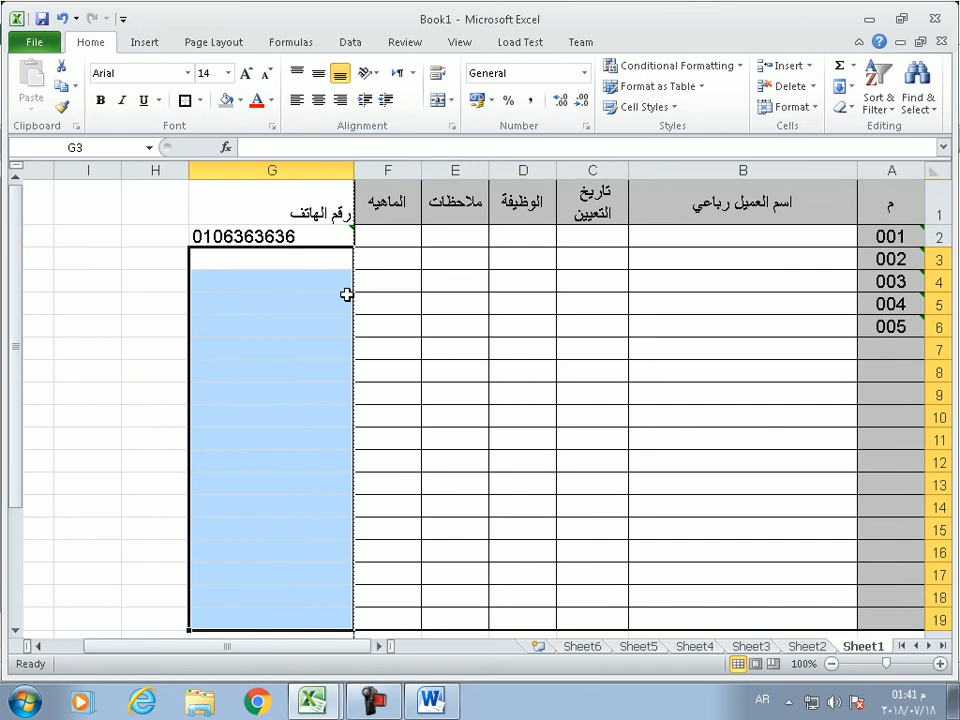 Book1 - Microsoft Excel
File Home Insert Page Layout Formulas Data Review View Load Test Team
Paste
Arial 14
General
Conditional Formatting
Format as Table
Cell Styles
Insert
Delete
Format
Sort & Filter
Find & Select
Clipboard Font Alignment Number Styles Cells Editing
G3 fx
I H G F E D C B A
م
اسم العميل رباعي
تاريخ التعيين
الوظيفة
ملاحظات
الماهيه
رقم الهاتف
1
0106363636 001 2
002 3
003 4
004 5
005 6
7
8
9
10
11
12
13
14
15
16
17
18
19
Sheet6 Sheet5 Sheet4 Sheet3 Sheet2 Sheet1
Ready 100%
AR
01:41 م
٢٠١٨/٠٧/١٨